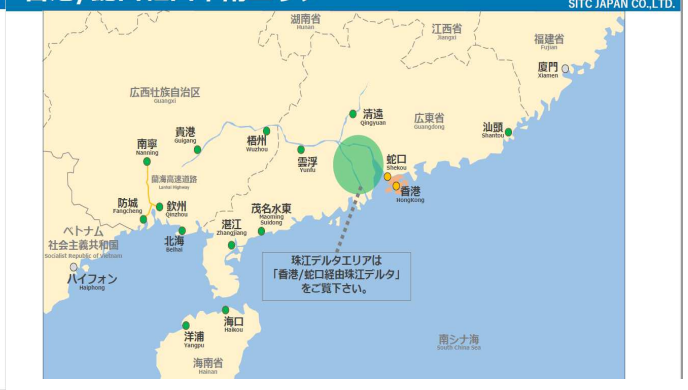 SITC JAPAN CO.,LTD.
湖南省
Hunan
江西省
Jiangxi
福建省
Fujian
廈門
Xiamen
広西壮族自治区
Guangxi
清遠
Qingyuan
広東省
Guangdong
汕頭
Shantou
貴港
Guigang
梧州
Wuzhou
南寧
Nanning
雲浮
Yunfu
蛇口
Shekou
香港
HongKong
蘭海高速道路
Lanhai Highway
防城
Fangcheng
欽州
Qinzhou
茂名水東
Maoming
Suidong
湛江
Zhangjiang
北海
Beihai
ベトナム
社会主義共和国
Socialist Republic of Vietnam
ハイフォン
Haiphong
珠江デルタエリアは
「香港/蛇口経由珠江デルタ」
をご覧下さい。
海口
Haikou
洋浦
Yangpu
海南省
Hainan
南シナ海
South China Sea